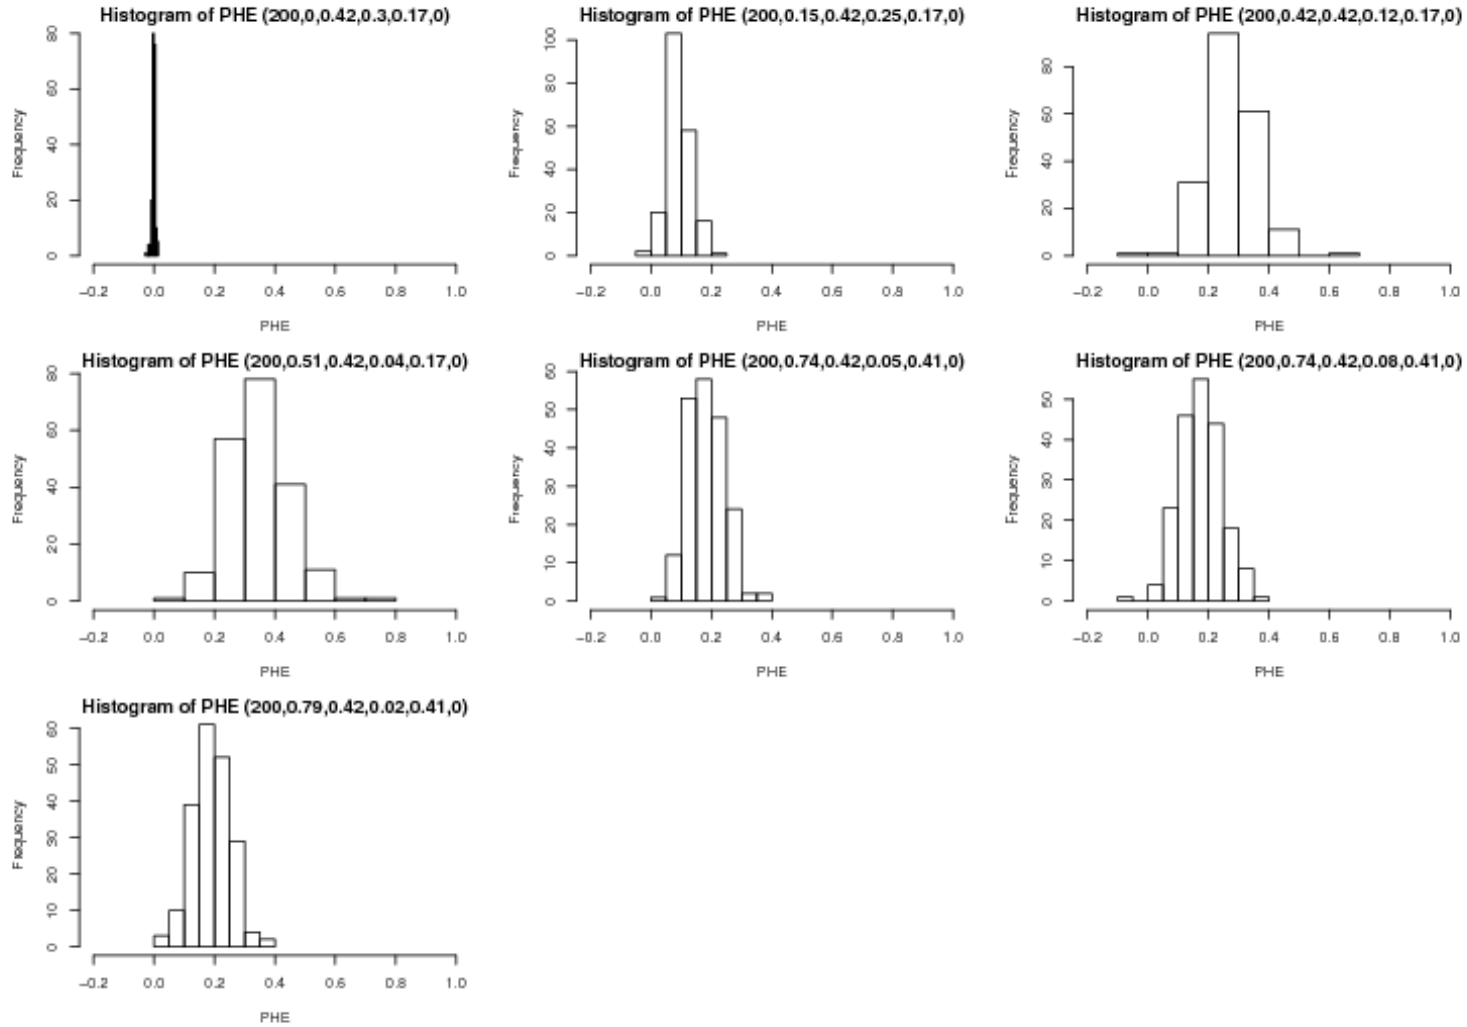 Histogram of PHE (200,0,0.42,0.3,0.17,0)
Frequency
0 20 40 60 80
−0.2 0.0 0.2 0.4 0.6 0.8 1.0
PHE
Histogram of PHE (200,0.15,0.42,0.25,0.17,0)
Frequency
0 20 40 60 80 100
−0.2 0.0 0.2 0.4 0.6 0.8 1.0
PHE
Histogram of PHE (200,0.42,0.42,0.12,0.17,0)
Frequency
0 20 40 60 80
−0.2 0.0 0.2 0.4 0.6 0.8 1.0
PHE
Histogram of PHE (200,0.51,0.42,0.04,0.17,0)
Frequency
0 20 40 60 80
−0.2 0.0 0.2 0.4 0.6 0.8 1.0
PHE
Histogram of PHE (200,0.74,0.42,0.05,0.41,0)
Frequency
0 10 20 30 40 50 60
−0.2 0.0 0.2 0.4 0.6 0.8 1.0
PHE
Histogram of PHE (200,0.74,0.42,0.08,0.41,0)
Frequency
0 10 20 30 40 50
−0.2 0.0 0.2 0.4 0.6 0.8 1.0
PHE
Histogram of PHE (200,0.79,0.42,0.02,0.41,0)
Frequency
0 10 20 30 40 50 60
−0.2 0.0 0.2 0.4 0.6 0.8 1.0
PHE